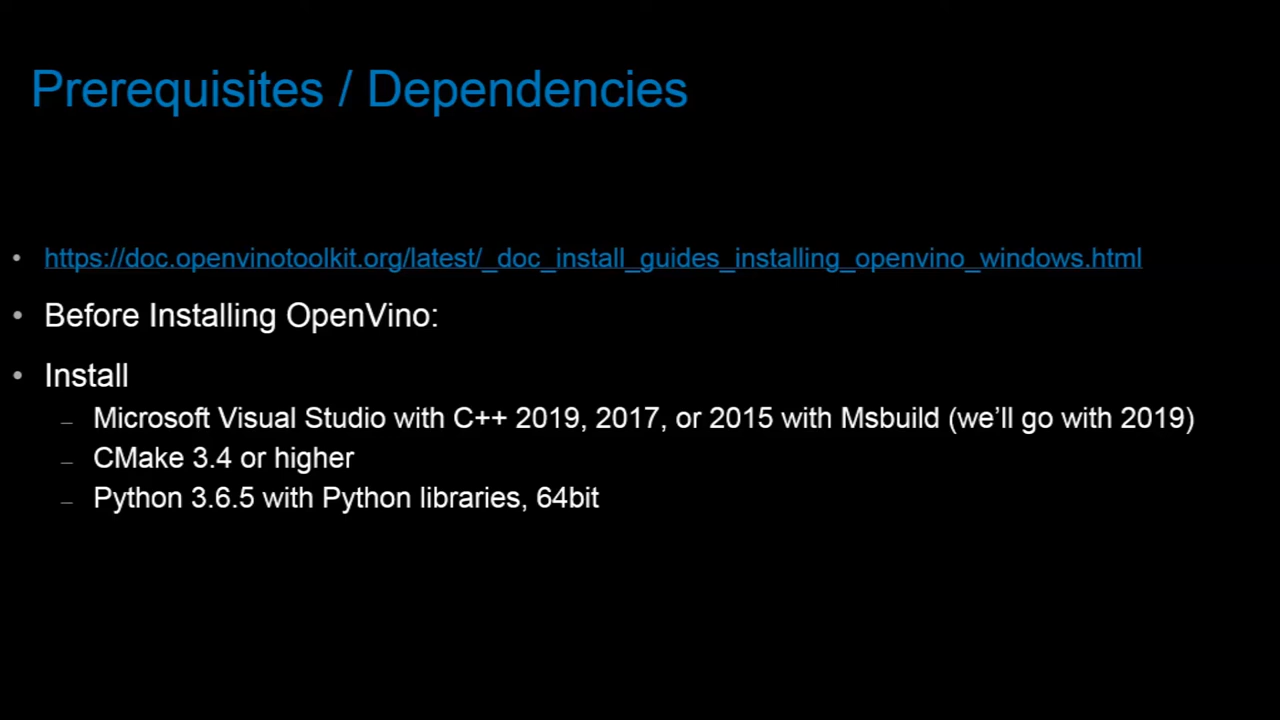 Prerequisites / Dependencies
• https://doc.openvinotoolkit.org/latest/_doc_install_guides_installing_openvino_windows.html
• Before Installing OpenVino:
• Install
– Microsoft Visual Studio with C++ 2019, 2017, or 2015 with Msbuild (we’ll go with 2019)
– CMake 3.4 or higher
– Python 3.6.5 with Python libraries, 64bit